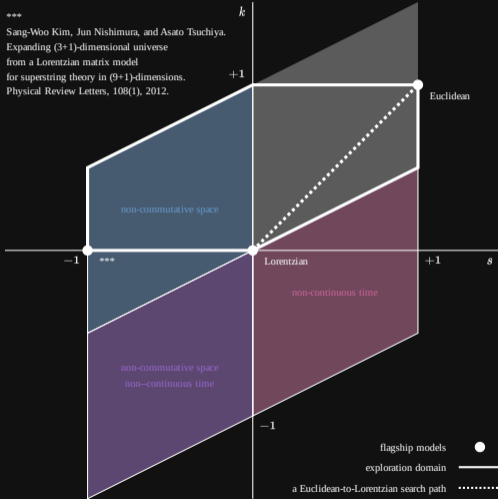 k
***
Sang-Woo Kim, Jun Nishimura, and Asato Tsuchiya.
Expanding (3+1)-dimensional universe
from a Lorentzian matrix model
for superstring theory in (9+1)-dimensions.
Physical Review Letters, 108(1), 2012.
+1
Euclidean
non-commutative space
−1
***
Lorentzian
+1
s
non-continuous time
non-commutative space
non--continuous time
−1
flagship models
exploration domain
a Euclidean-to-Lorentzian search path